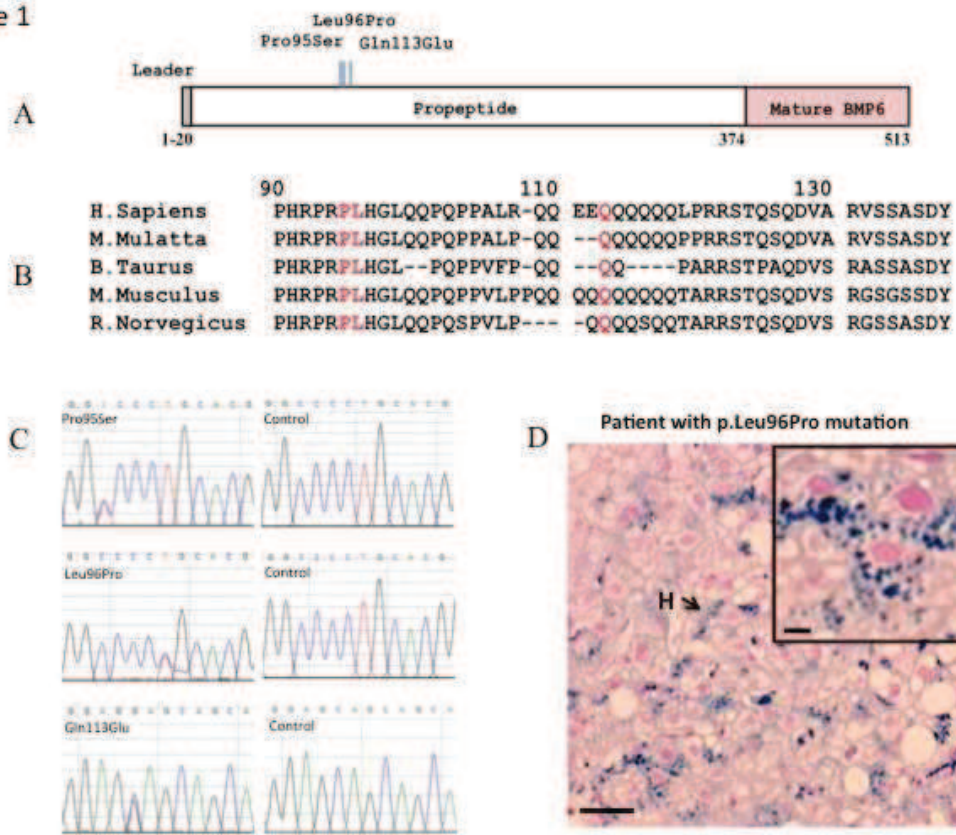 e 1
Leu96Pro
Pro95Ser Gln113Glu
Leader
A
Propeptide
Mature BMP6
1-20
374
513
B
90 110 130
H.Sapiens PHRPRPLHGLQQPQPPALR-QQ EEQQQQQQLPRRSTQSQDVA RVSSASDY
M.Mulatta PHRPRPLHGLQQPQPPALP-QQ --QQQQQQPPRRSTQSQDVA RVSSASDY
B.Taurus PHRPRPLHGL--PQPPVFP-QQ --QQ----PARRSTPAQDVS RASSASDY
M.Musculus PHRPRPLHGLQQPQPPVLPPQQ QQQQQQQQTARRSTQSQDVS RGSGSSDY
R.Norvegicus PHRPRPLHGLQQPQSPVLP--- -QQQQSQQTARRSTQSQDVS RGSSASDY
C
Pro95Ser
Control
Leu96Pro
Control
Gln113Glu
Control
D
Patient with p.Leu96Pro mutation
H